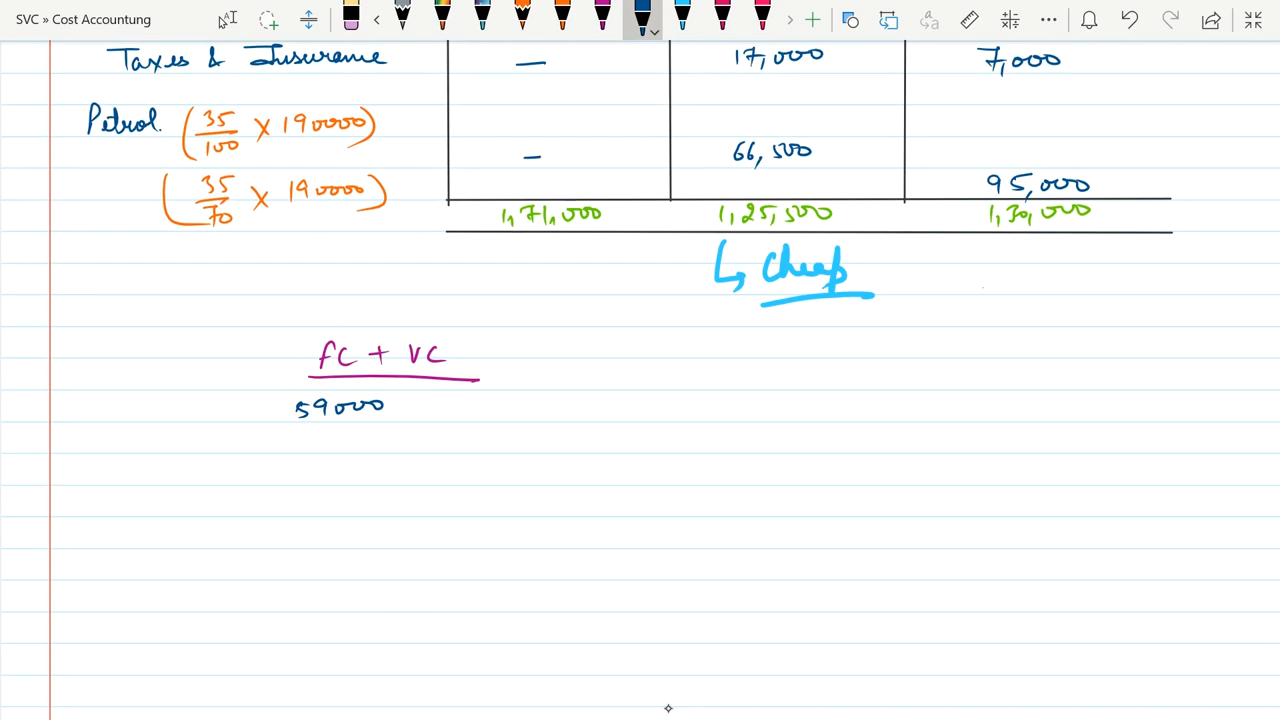 SVC » Cost Accountung
Taxes & Insurance — 17,000 7,000
Petrol. (35/100 × 190000)
— 66,500
(35/70 × 190000) 95,000
1,71,000 1,25,500 1,30,000
↳ Cheap
FC + VC
59000